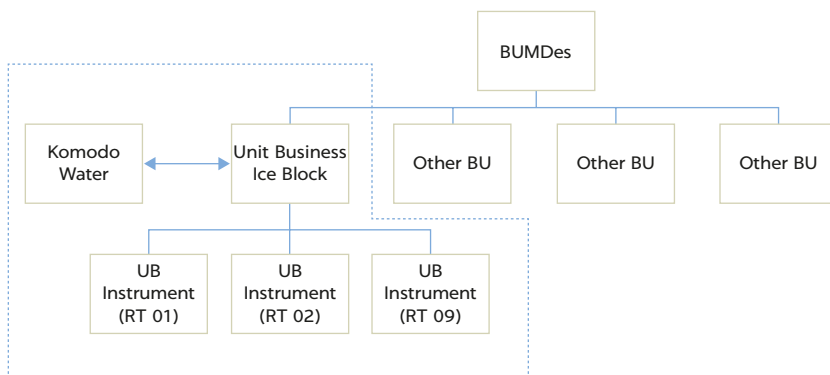 BUMDes
Komodo
Water
Unit Business
Ice Block
Other BU
Other BU
Other BU
UB
Instrument
(RT 01)
UB
Instrument
(RT 02)
UB
Instrument
(RT 09)